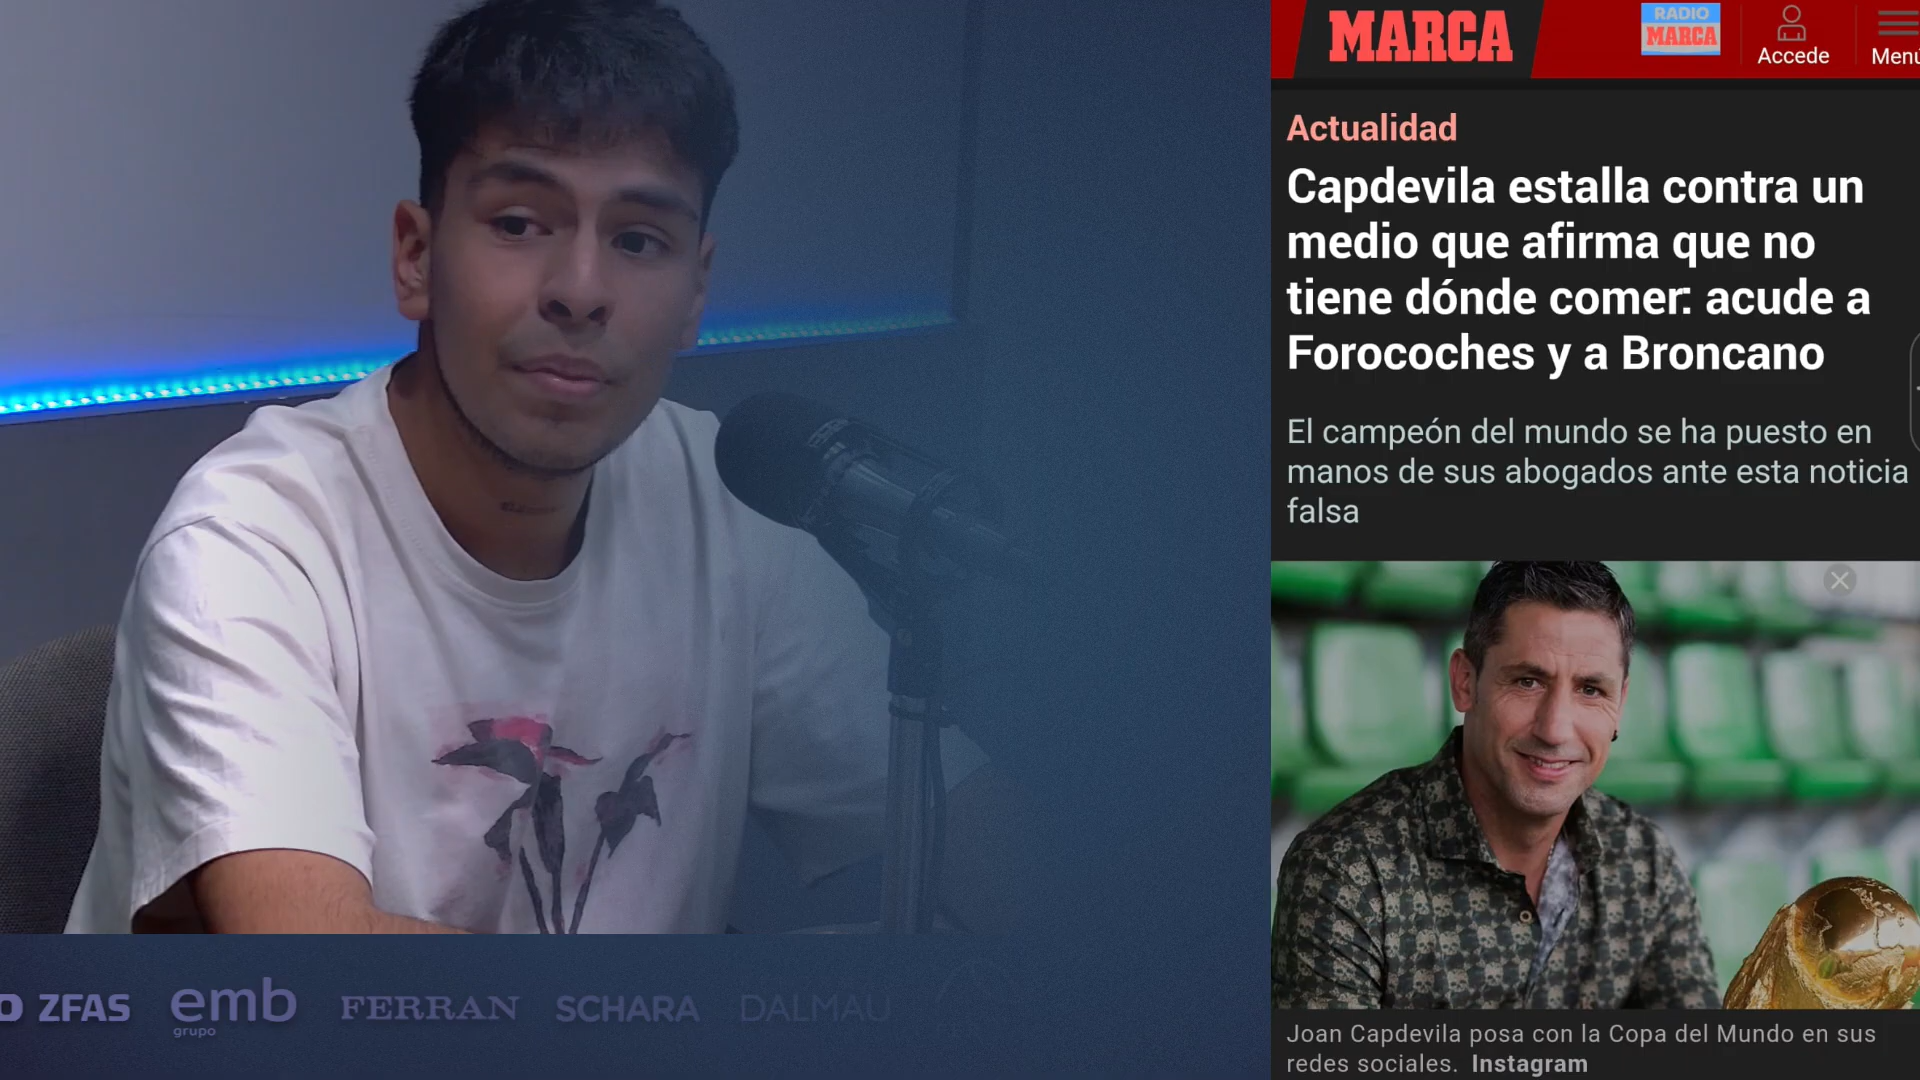 MARCA
RADIO
MARCA
Accede
Menú
Actualidad
Capdevila estalla contra un
medio que afirma que no
tiene dónde comer: acude a
Forocoches y a Broncano
El campeón del mundo se ha puesto en
manos de sus abogados ante esta noticia
falsa
Joan Capdevila posa con la Copa del Mundo en sus
redes sociales. Instagram
ZFAS
emb
grupo
FERRAN
SCHARA
DALMAU